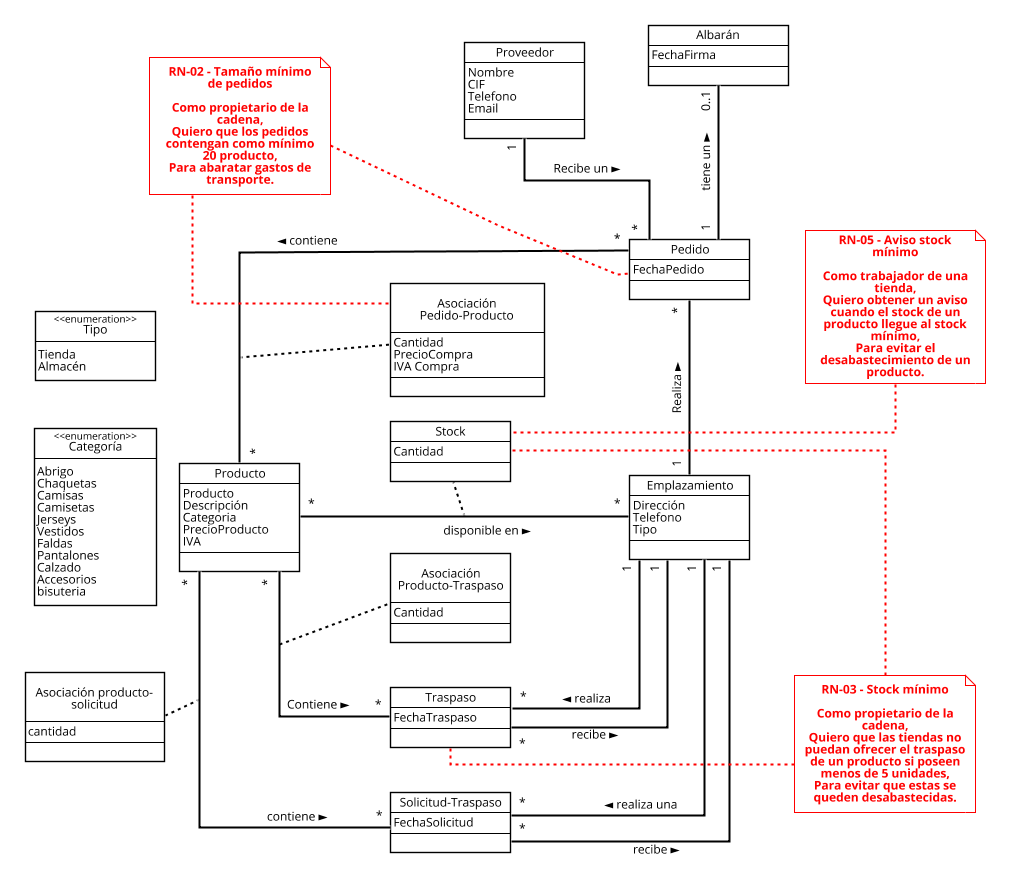 Albarán
FechaFirma
0..1
tiene un ►
1
Proveedor
Nombre
CIF
Telefono
Email
1
Recibe un ►
*
RN-02 - Tamaño mínimo
de pedidos
Como propietario de la
cadena,
Quiero que los pedidos
contengan como mínimo
20 producto,
Para abaratar gastos de
transporte.
◄ contiene
*
Pedido
FechaPedido
*
RN-05 - Aviso stock
mínimo
Como trabajador de una
tienda,
Quiero obtener un aviso
cuando el stock de un
producto llegue al stock
mínimo,
Para evitar el
desabastecimiento de un
producto.
Asociación
Pedido-Producto
Cantidad
PrecioCompra
IVA Compra
<<enumeration>>
Tipo
Tienda
Almacén
Realiza ►
1
Stock
Cantidad
<<enumeration>>
Categoría
Abrigo
Chaquetas
Camisas
Camisetas
Jerseys
Vestidos
Faldas
Pantalones
Calzado
Accesorios
bisuteria
*
Producto
Producto
Descripción
Categoria
PrecioProducto
IVA
*
*
disponible en ►
Emplazamiento
Dirección
Telefono
Tipo
*
*
1
1
1
1
Asociación
Producto-Traspaso
Cantidad
Asociación producto-
solicitud
cantidad
Contiene ►
*
Traspaso
FechaTraspaso
*
◄ realiza
recibe ►
*
RN-03 - Stock mínimo
Como propietario de la
cadena,
Quiero que las tiendas no
puedan ofrecer el traspaso
de un producto si poseen
menos de 5 unidades,
Para evitar que estas se
queden desabastecidas.
contiene ►
*
Solicitud-Traspaso
FechaSolicitud
*
◄ realiza una
*
recibe ►